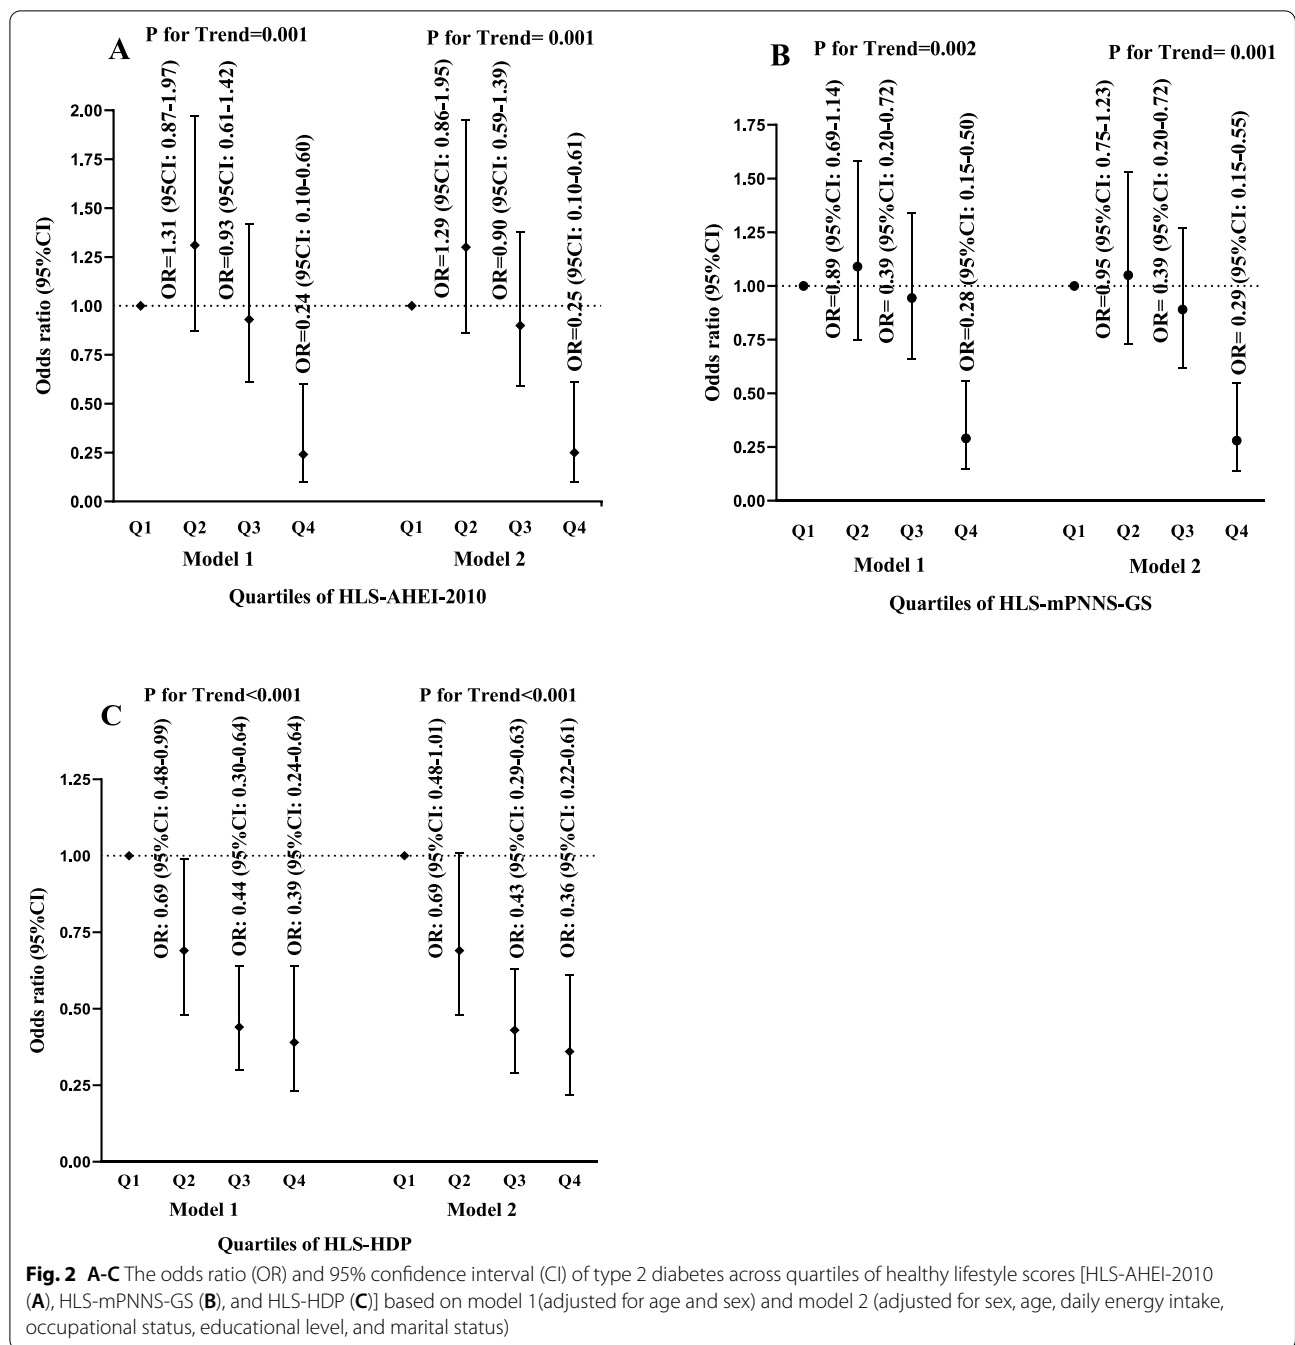 A
P for Trend=0.001
P for Trend= 0.001
Odds ratio (95%CI)
2.00
1.75
1.50
1.25
1.00
0.75
0.50
0.25
0.00
OR=1.31 (95CI: 0.87-1.97)
OR=0.93 (95CI: 0.61-1.42)
OR=0.24 (95CI: 0.10-0.60)
OR=1.29 (95CI: 0.86-1.95)
OR=0.90 (95CI: 0.59-1.39)
OR=0.25 (95CI: 0.10-0.61)
Q1 Q2 Q3 Q4 Q1 Q2 Q3 Q4
Model 1 Model 2
Quartiles of HLS-AHEI-2010
B
P for Trend=0.002
P for Trend= 0.001
Odds ratio (95%CI)
1.75
1.50
1.25
1.00
0.75
0.50
0.25
0.00
OR=0.89 (95%CI: 0.69-1.14)
OR= 0.39 (95%CI: 0.20-0.72)
OR=0.28 (95%CI: 0.15-0.50)
OR=0.95 (95%CI: 0.75-1.23)
OR= 0.39 (95%CI: 0.20-0.72)
OR= 0.29 (95%CI: 0.15-0.55)
Q1 Q2 Q3 Q4 Q1 Q2 Q3 Q4
Model 1 Model 2
Quartiles of HLS-mPNNS-GS
C
P for Trend<0.001
P for Trend<0.001
Odds ratio (95%CI)
1.25
1.00
0.75
0.50
0.25
0.00
OR: 0.69 (95%CI: 0.48-0.99)
OR: 0.44 (95%CI: 0.30-0.64)
OR: 0.39 (95%CI: 0.24-0.64)
OR: 0.69 (95%CI: 0.48-1.01)
OR: 0.43 (95%CI: 0.29-0.63)
OR: 0.36 (95%CI: 0.22-0.61)
Q1 Q2 Q3 Q4 Q1 Q2 Q3 Q4
Model 1 Model 2
Quartiles of HLS-HDP
Fig. 2 A-C The odds ratio (OR) and 95% confidence interval (CI) of type 2 diabetes across quartiles of healthy lifestyle scores [HLS-AHEI-2010
(A), HLS-mPNNS-GS (B), and HLS-HDP (C)] based on model 1(adjusted for age and sex) and model 2 (adjusted for sex, age, daily energy intake,
occupational status, educational level, and marital status)